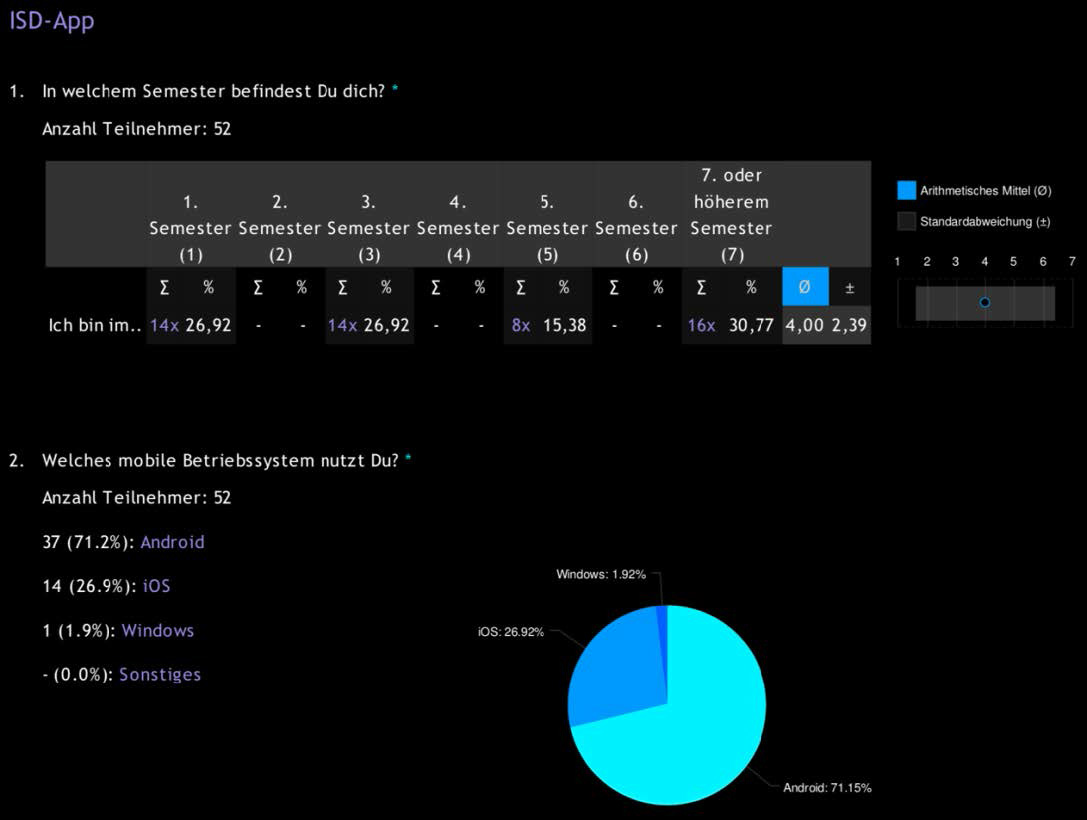 ISD-App
1. In welchem Semester befindest Du dich? *
Anzahl Teilnehmer: 52
7. oder
1. 2. 3. 4. 5. 6. höherem
Semester Semester Semester Semester Semester Semester Semester
(1) (2) (3) (4) (5) (6) (7)
Σ % Σ % Σ % Σ % Σ % Σ % Σ % Ø ±
Ich bin im.. 14x 26,92 - - 14x 26,92 - - 8x 15,38 - - 16x 30,77 4,00 2,39
Arithmetisches Mittel (Ø)
Standardabweichung (±)
1 2 3 4 5 6 7
2. Welches mobile Betriebssystem nutzt Du? *
Anzahl Teilnehmer: 52
37 (71.2%): Android
14 (26.9%): iOS
1 (1.9%): Windows
- (0.0%): Sonstiges
Windows: 1.92%
iOS: 26.92%
Android: 71.15%